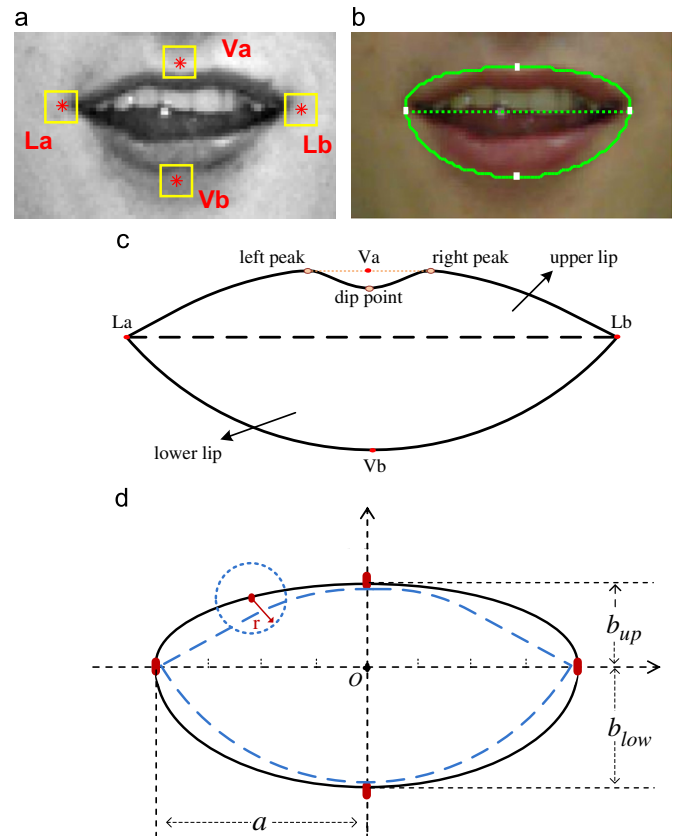 a
b
Va
La
Lb
Vb
c
left peak
Va
right peak
upper lip
dip point
La
Lb
lower lip
Vb
d
r
b_up
O
b_low
a